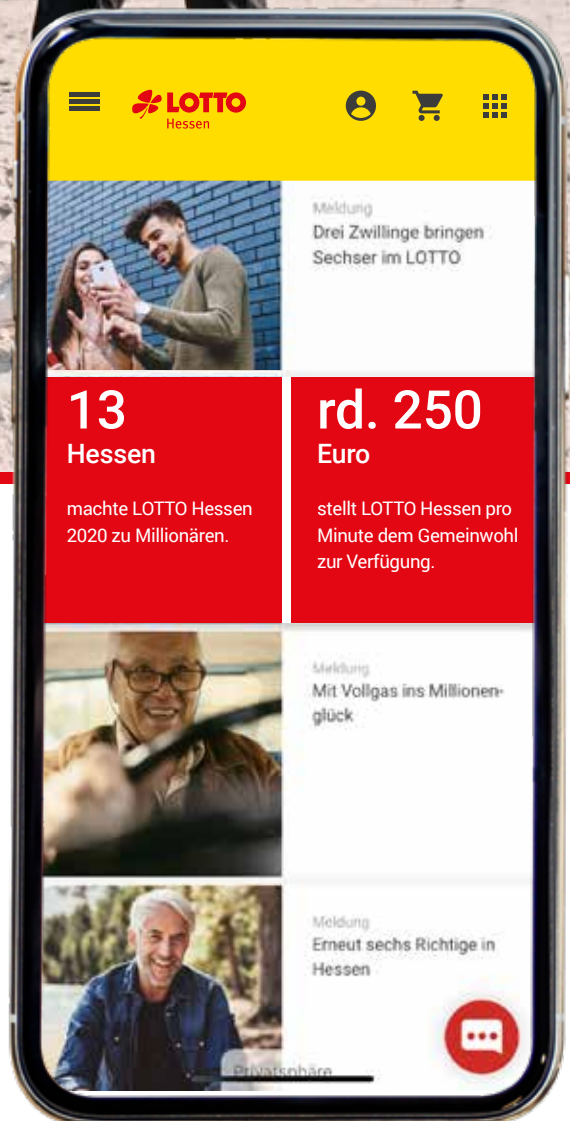 LOTTO
Hessen
Meldung
Drei Zwillinge bringen
Sechser im LOTTO
13
Hessen
machte LOTTO Hessen
2020 zu Millionären.
rd. 250
Euro
stellt LOTTO Hessen pro
Minute dem Gemeinwohl
zur Verfügung.
Meldung
Mit Vollgas ins Millionen-
glück
Meldung
Erneut sechs Richtige in
Hessen
Privatsphäre